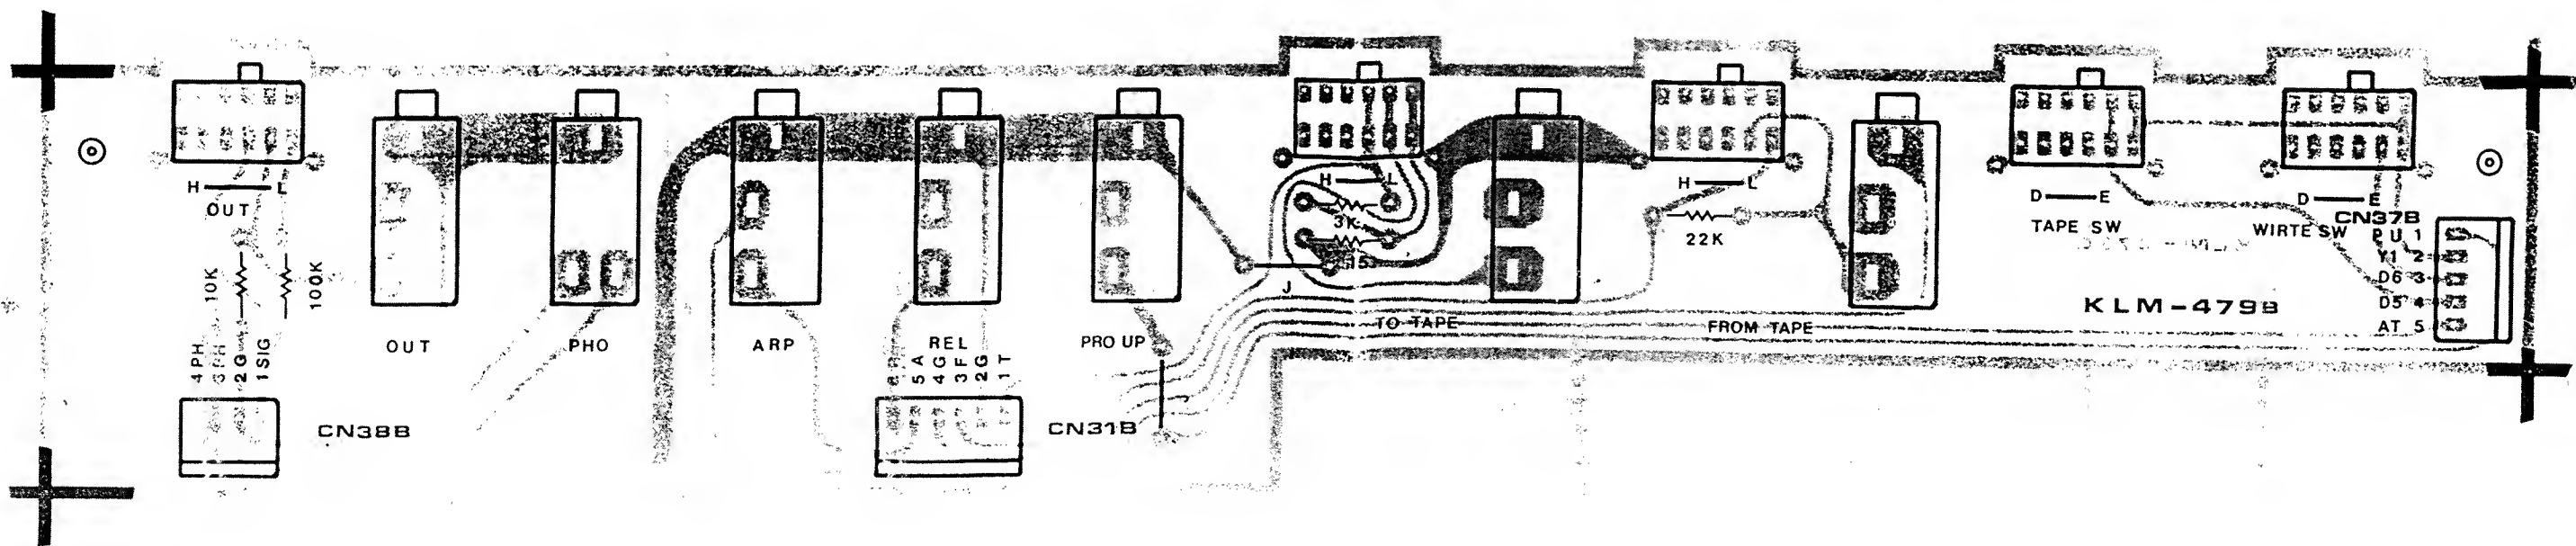 H L
OUT
10K
100K
4PH
2G
1SIG
CN38B
OUT
PHO
ARP
REL
PRO UP
5A
4G
3F
2G
1T
CN31B
H L
3K
15
J
TO TAPE
H L
22K
FROM TAPE
D E
TAPE SW
D E
WIRTE SW
CN37B
PU 1
Y1 2
D6 3
D5 4
AT 5
KLM-479B